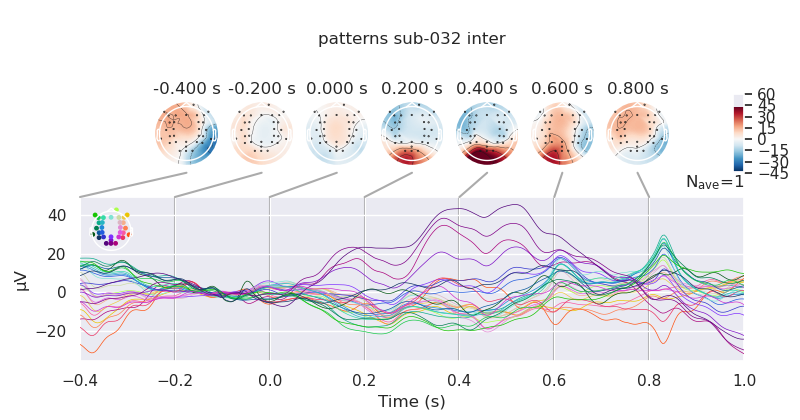 patterns sub-032 inter
-0.400 s -0.200 s 0.000 s 0.200 s 0.400 s 0.600 s 0.800 s
60
45
30
15
0
−15
−30
−45
Nave=1
40
20
0
−20
µV
−0.4 −0.2 0.0 0.2 0.4 0.6 0.8 1.0
Time (s)